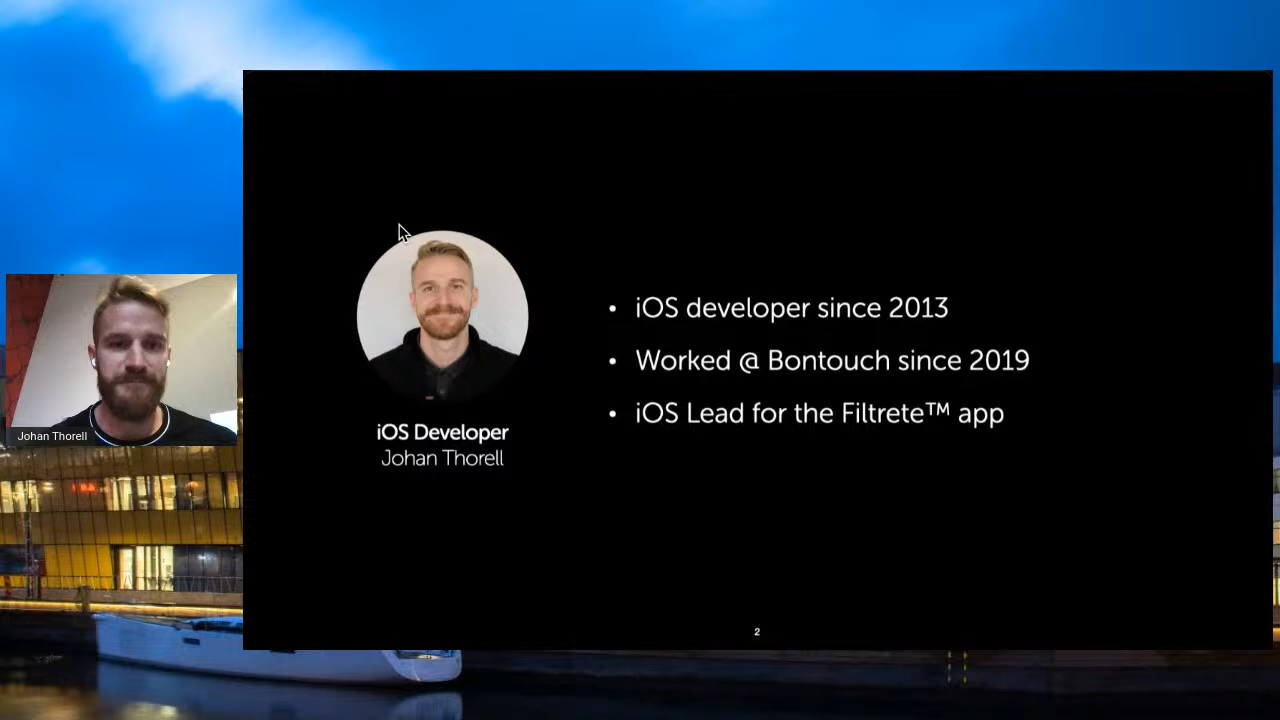 Johan Thorell
iOS Developer
Johan Thorell
• iOS developer since 2013
• Worked @ Bontouch since 2019
• iOS Lead for the Filtrete™ app
2